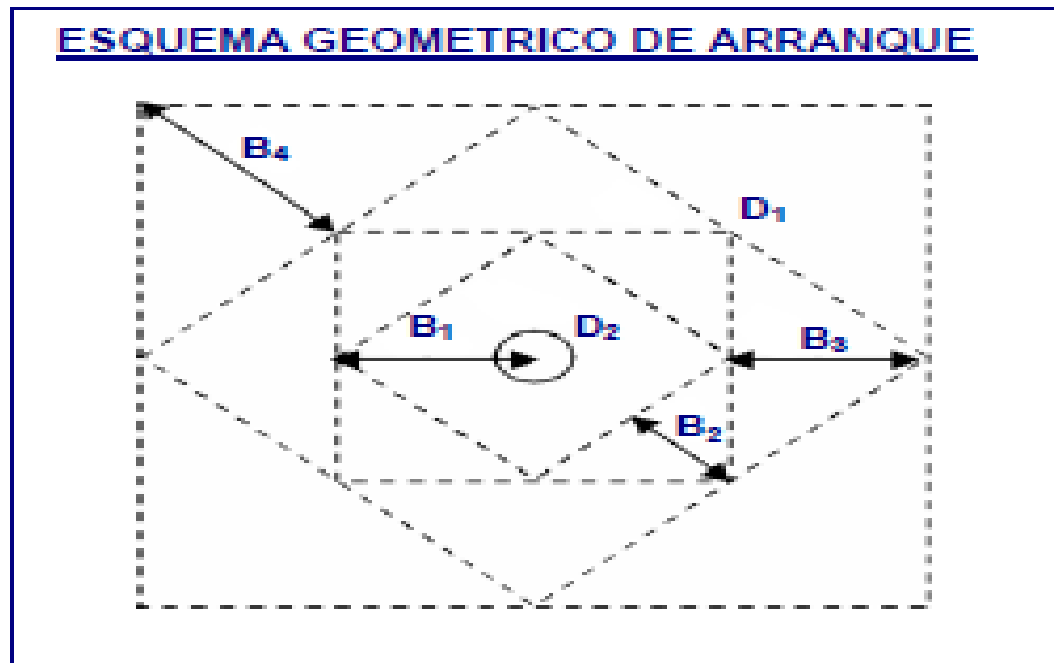 ESQUEMA GEOMETRICO DE ARRANQUE
B₄
D₁
B₁
D₂
B₃
B₂